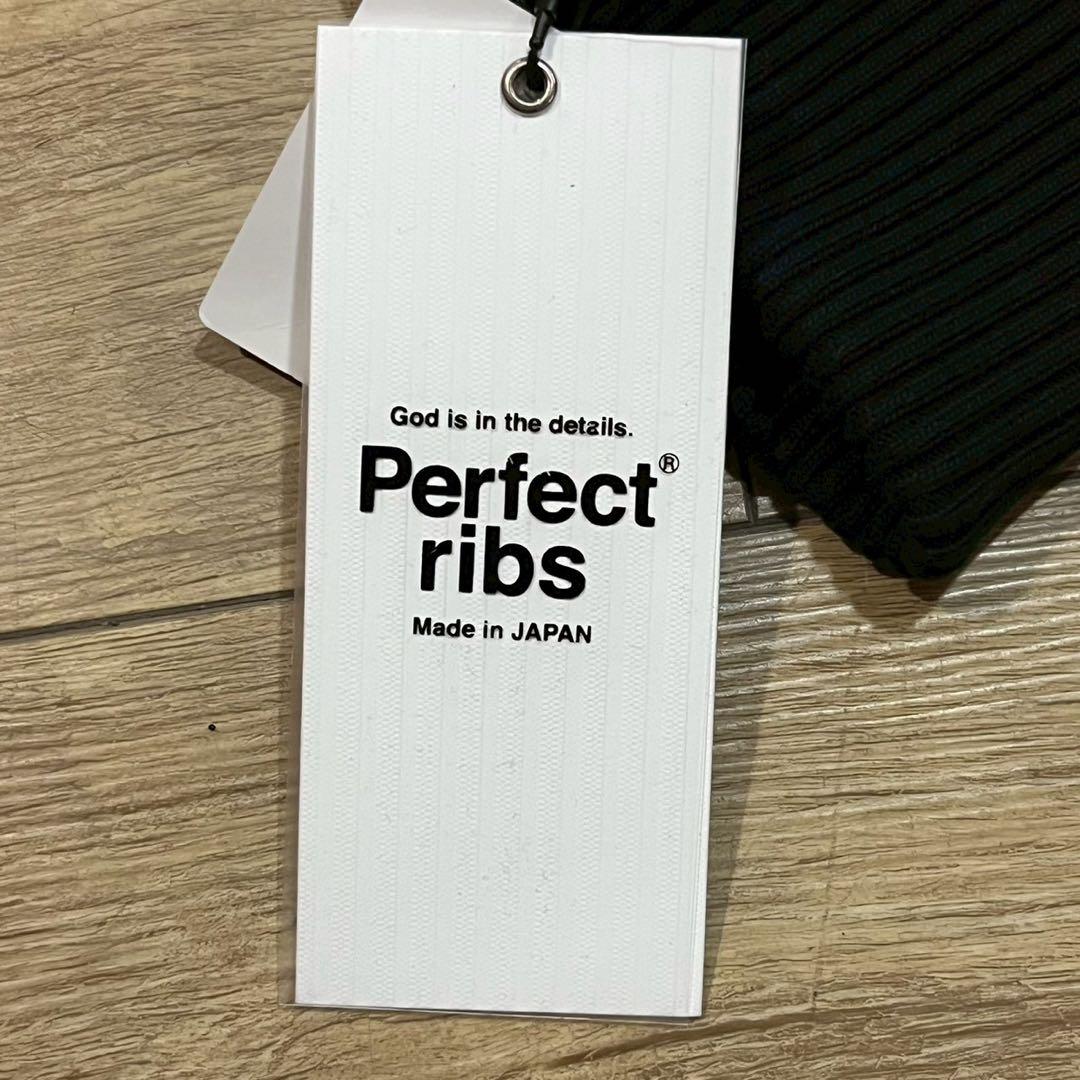 God is in the details.
Perfect®
ribs
Made in JAPAN